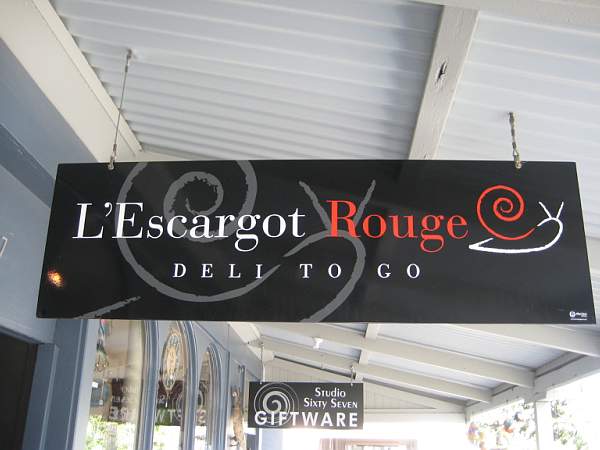 L'Escargot Rouge
DELI TO GO
STUDIO
SIXTY SEVEN
GIFTWARE